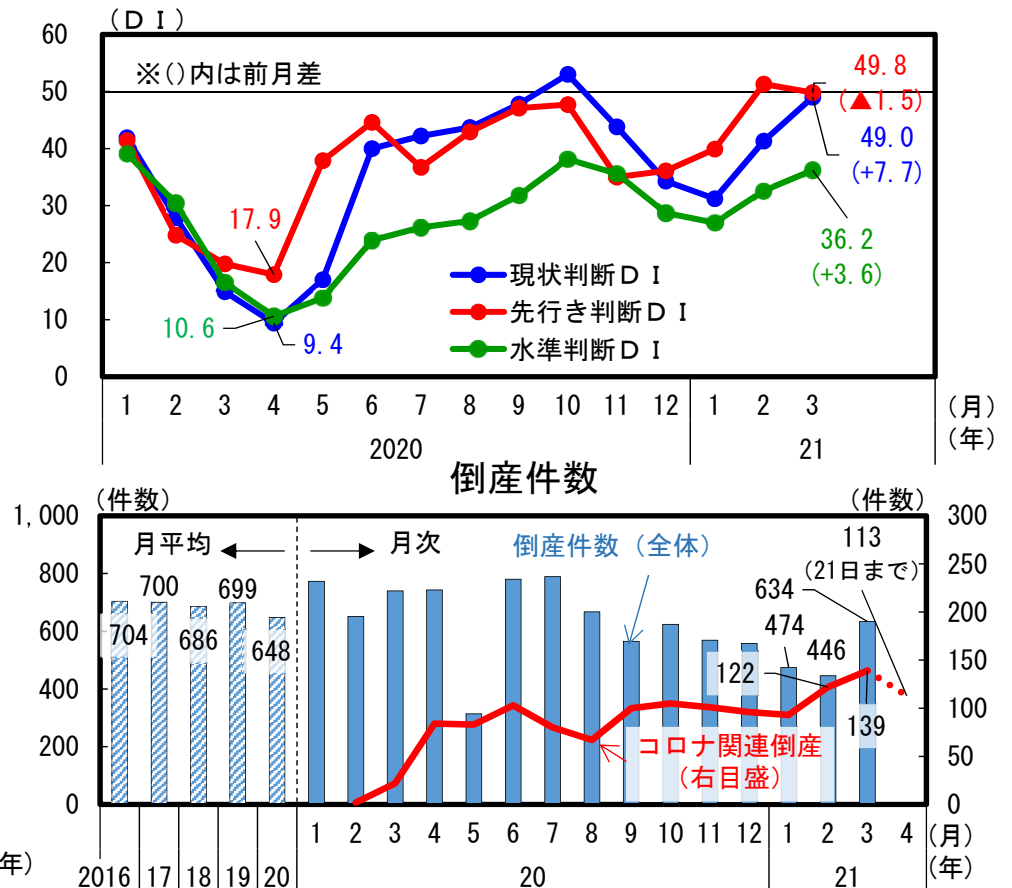 （ＤＩ）
60
50
40
30
20
10
0
※()内は前月差
49.8
(▲1.5)
49.0
(+7.7)
36.2
(+3.6)
17.9
10.6
9.4
現状判断ＤＩ
先行き判断ＤＩ
水準判断ＤＩ
1 2 3 4 5 6 7 8 9 10 11 12 1 2 3 (月)
2020 21 (年)
倒産件数
(件数) (件数)
1,000
800
600
400
200
0
300
250
200
150
100
50
0
月平均 月次
倒産件数（全体）
113
(21日まで)
704
700
686
699
648
634
474
446
122
139
コロナ関連倒産
（右目盛）
1 2 3 4 5 6 7 8 9 10 11 12 1 2 3 4 (月)
年) 2016 17 18 19 20 20 21 (年)